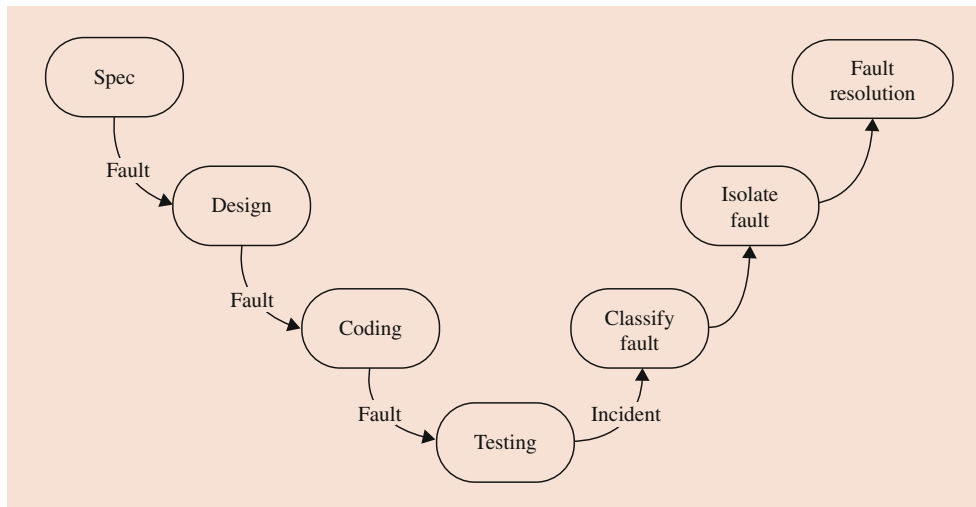 Spec
Fault
Design
Fault
Coding
Fault
Testing
Incident
Classify
fault
Isolate
fault
Fault
resolution